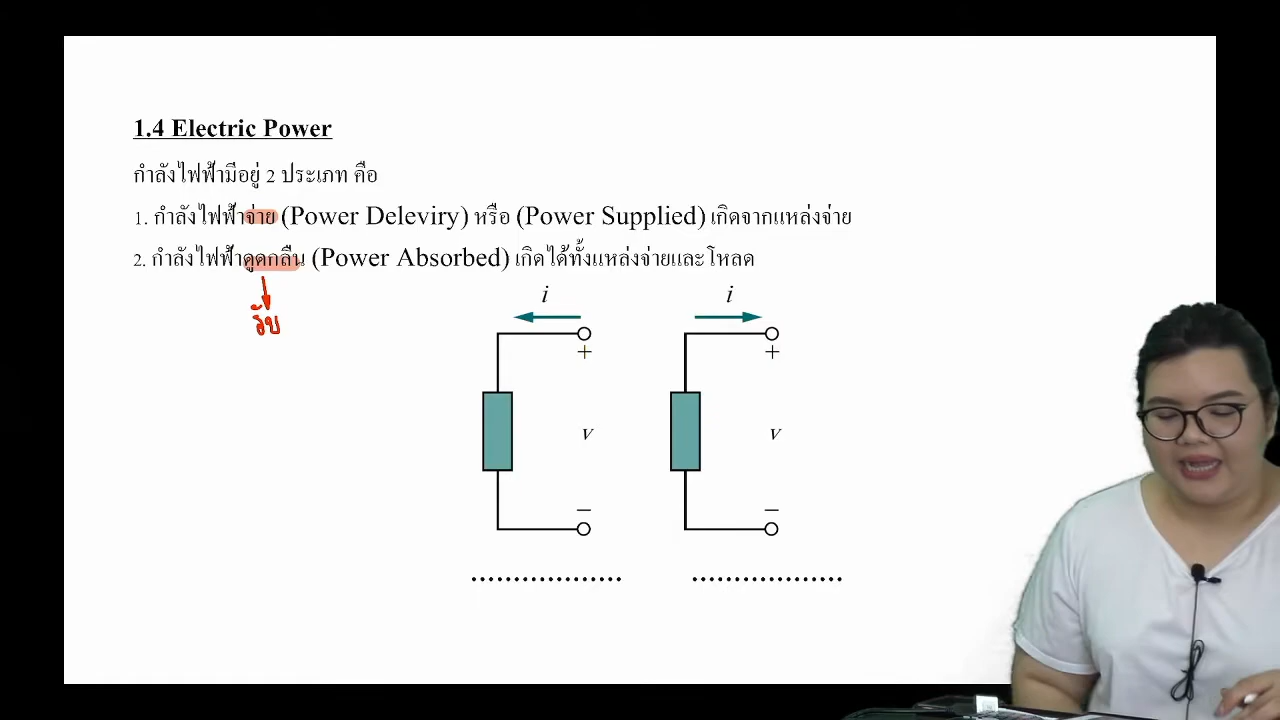 1.4 Electric Power
กำลังไฟฟ้ามีอยู่ 2 ประเภท คือ
1. กำลังไฟฟ้าจ่าย (Power Deleviry) หรือ (Power Supplied) เกิดจากแหล่งจ่าย
2. กำลังไฟฟ้าดูดกลืน (Power Absorbed) เกิดได้ทั้งแหล่งจ่ายและโหลด
รับ
i i
+ +
v v
− −
.................. ..................